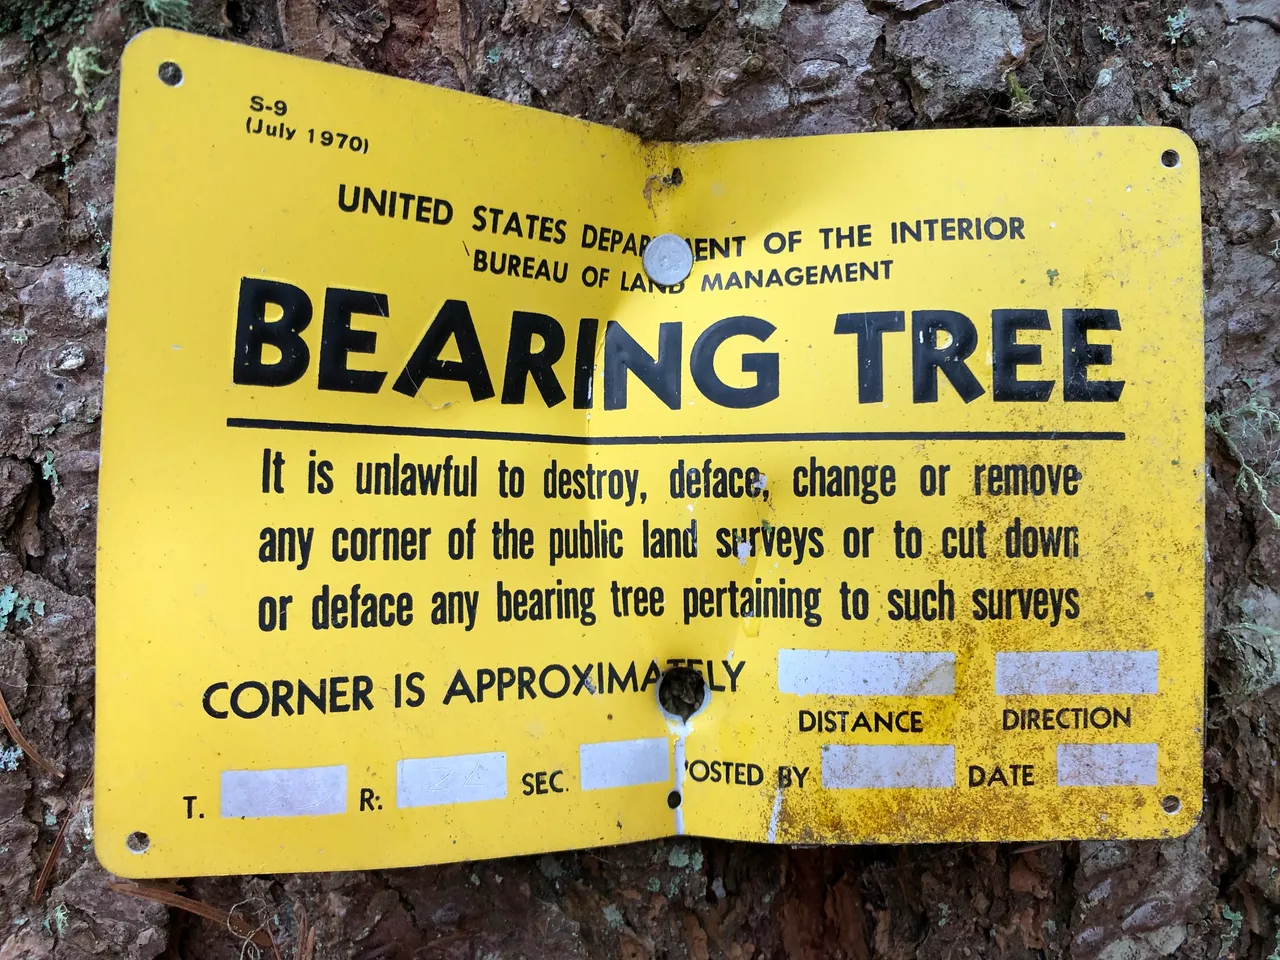 S-9
(July 1970)
UNITED STATES DEPARTMENT OF THE INTERIOR
BUREAU OF LAND MANAGEMENT
BEARING TREE
It is unlawful to destroy, deface, change or remove
any corner of the public land surveys or to cut down
or deface any bearing tree pertaining to such surveys
CORNER IS APPROXIMATELY
DISTANCE DIRECTION
T. R. SEC. POSTED BY DATE